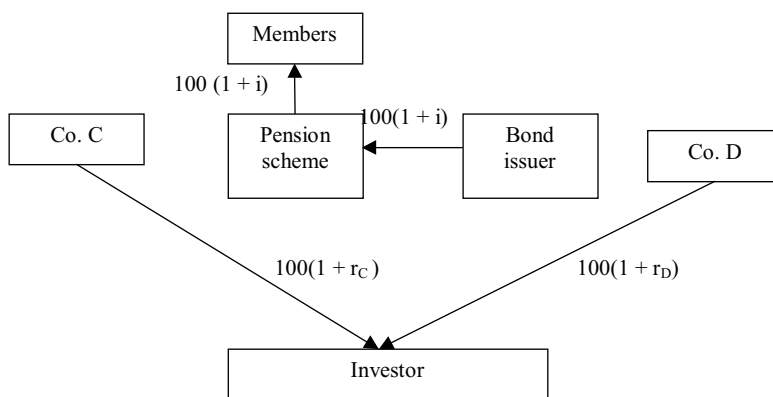 Members
100 (1 + i)
100(1 + i)
Co. C
Pension
scheme
Bond
issuer
Co. D
100(1 + r_C )
100(1 + r_D)
Investor